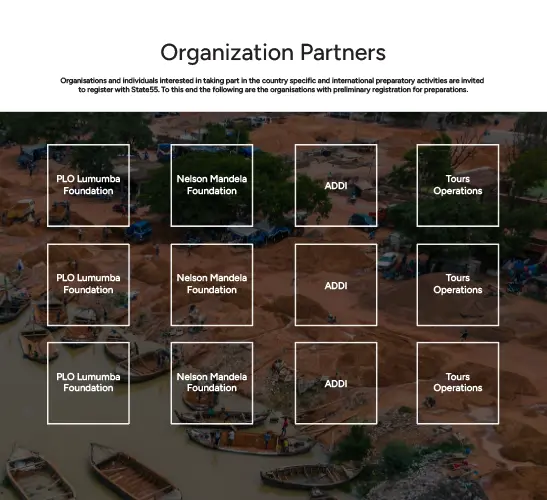 Organization Partners
Organisations and individuals interested in taking part in the country specific and international preparatory activities are invited
to register with State55. To this end the following are the organisations with preliminary registration for preparations.
PLO Lumumba
Foundation
Nelson Mandela
Foundation
ADDI
Tours
Operations
PLO Lumumba
Foundation
Nelson Mandela
Foundation
ADDI
Tours
Operations
PLO Lumumba
Foundation
Nelson Mandela
Foundation
ADDI
Tours
Operations